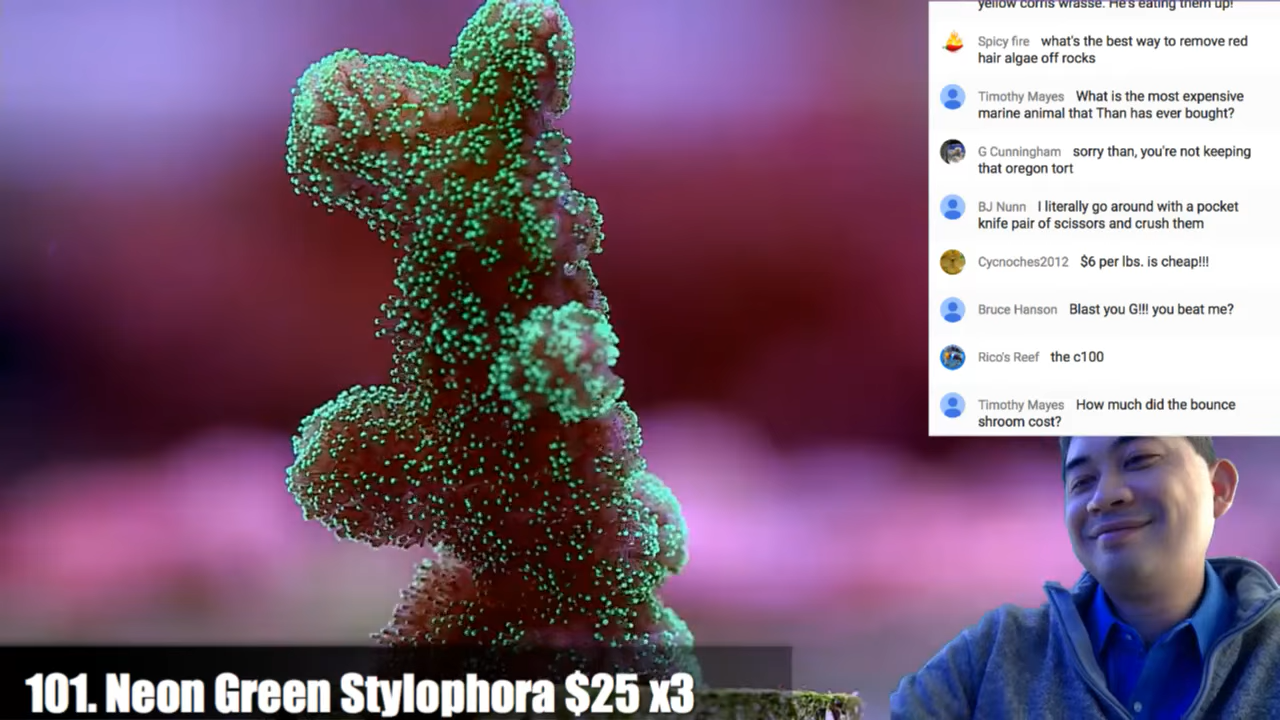 yellow corris wrasse. He's eating them up!
Spicy fire what's the best way to remove red
hair algae off rocks
Timothy Mayes What is the most expensive
marine animal that Than has ever bought?
G Cunningham sorry than, you're not keeping
that oregon tort
BJ Nunn I literally go around with a pocket
knife pair of scissors and crush them
Cycnoches2012 $6 per lbs. is cheap!!!
Bruce Hanson Blast you G!!! you beat me?
Rico's Reef the c100
Timothy Mayes How much did the bounce
shroom cost?
101. Neon Green Stylophora $25 x3